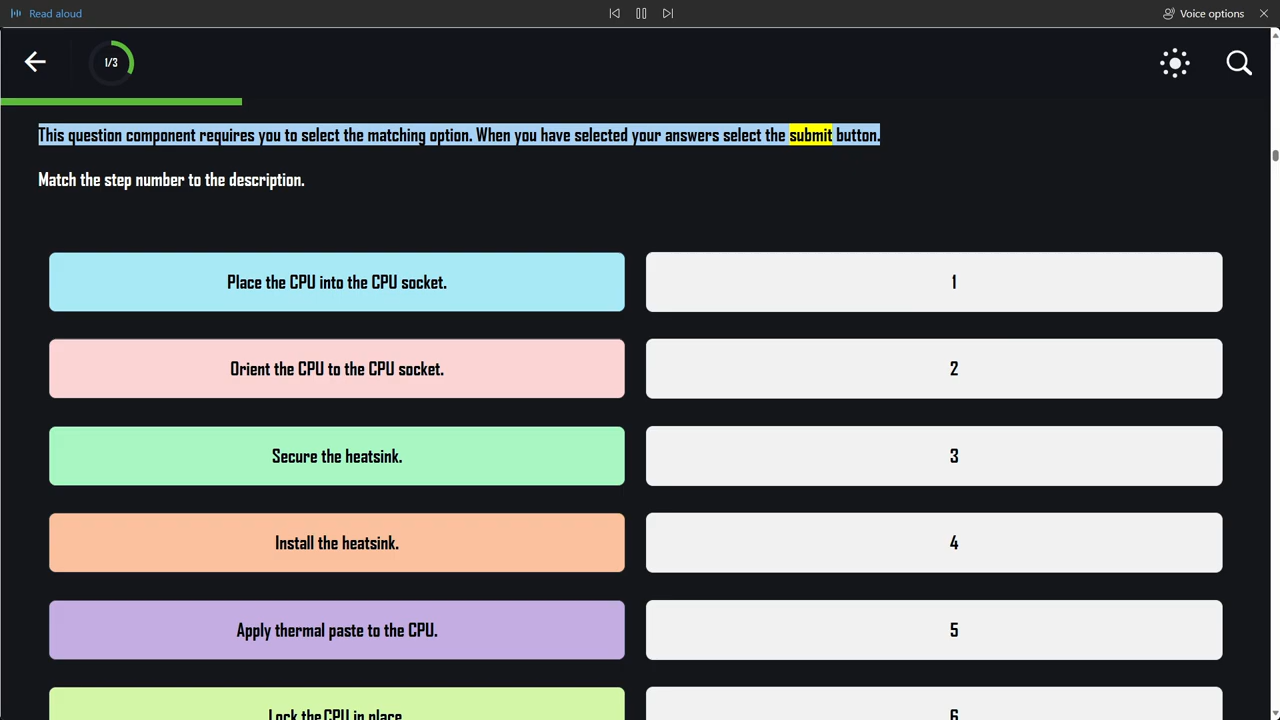 Read aloud
Voice options
1/3
This question component requires you to select the matching option. When you have selected your answers select the submit button.
Match the step number to the description.
Place the CPU into the CPU socket.
1
Orient the CPU to the CPU socket.
2
Secure the heatsink.
3
Install the heatsink.
4
Apply thermal paste to the CPU.
5
Lock the CPU in place
6